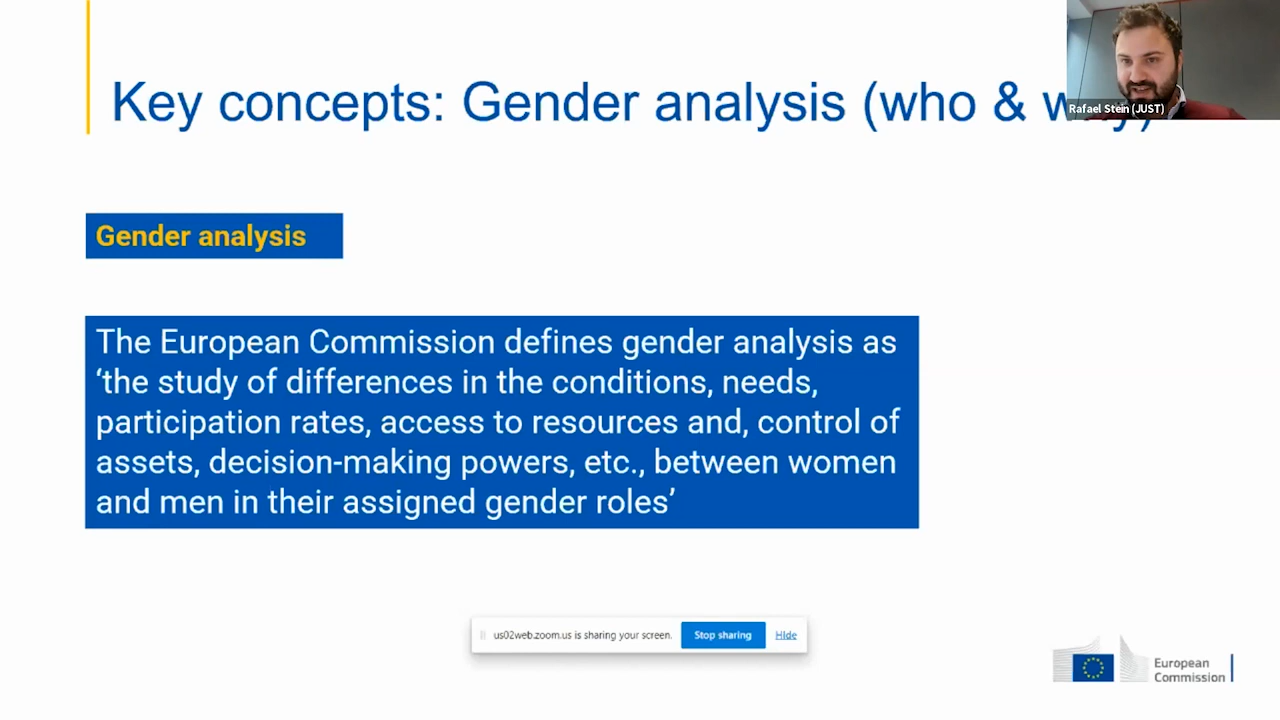 Key concepts: Gender analysis (who &
Rafael Stein (JUST)
Gender analysis
The European Commission defines gender analysis as
‘the study of differences in the conditions, needs,
participation rates, access to resources and, control of
assets, decision-making powers, etc., between women
and men in their assigned gender roles’
us02web.zoom.us is sharing your screen. Stop sharing Hide
European
Commission